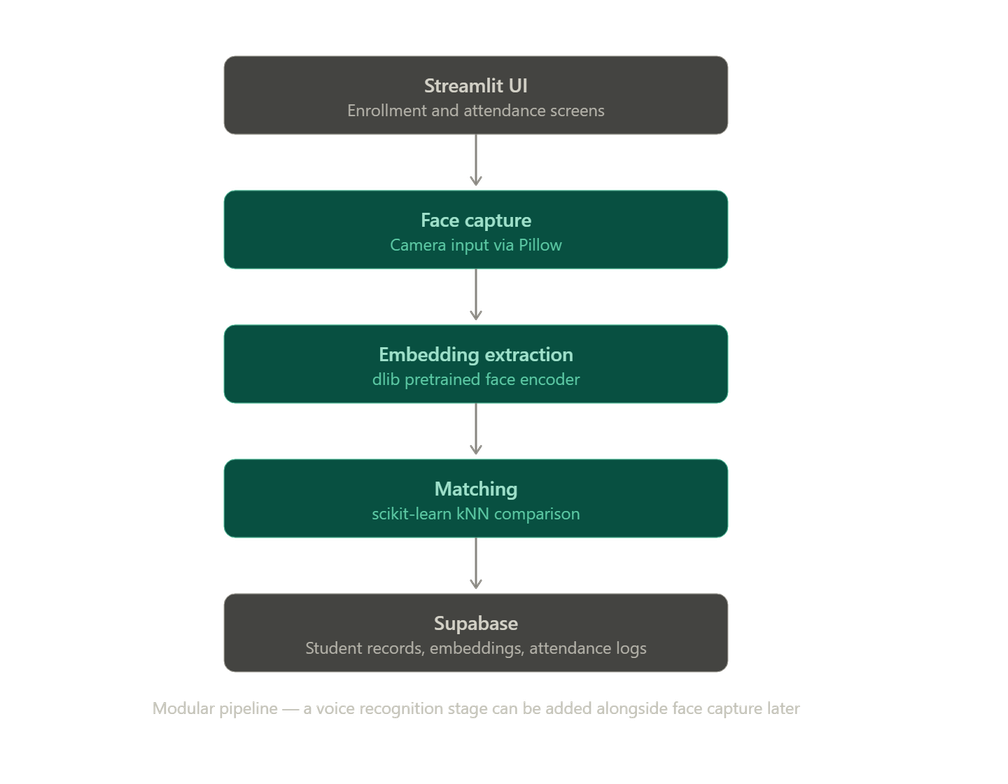 Streamlit UI
Enrollment and attendance screens
Face capture
Camera input via Pillow
Embedding extraction
dlib pretrained face encoder
Matching
scikit-learn kNN comparison
Supabase
Student records, embeddings, attendance logs
Modular pipeline — a voice recognition stage can be added alongside face capture later